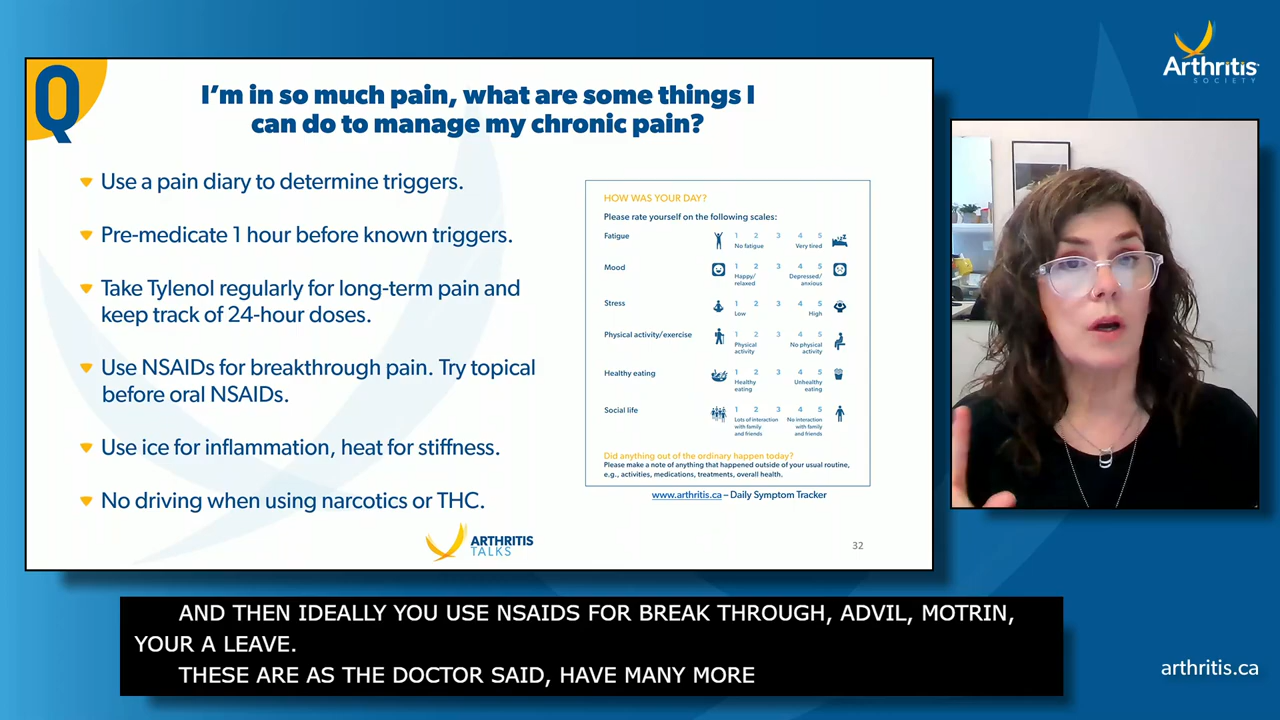 Arthritis
SOCIETY
Q
I'm in so much pain, what are some things I
can do to manage my chronic pain?
Use a pain diary to determine triggers.
Pre-medicate 1 hour before known triggers.
Take Tylenol regularly for long-term pain and
keep track of 24-hour doses.
Use NSAIDs for breakthrough pain. Try topical
before oral NSAIDs.
Use ice for inflammation, heat for stiffness.
No driving when using narcotics or THC.
HOW WAS YOUR DAY?
Please rate yourself on the following scales:
Fatigue 1 2 3 4 5
No fatigue Very tired
Mood 1 2 3 4 5
Happy/ Depressed/
relaxed anxious
Stress 1 2 3 4 5
Low High
Physical activity/exercise 1 2 3 4 5
Physical No physical
activity activity
Healthy eating 1 2 3 4 5
Healthy Unhealthy
eating eating
Social life 1 2 3 4 5
Lots of interaction No interaction
with family with family
and friends and friends
Did anything out of the ordinary happen today?
Please make a note of anything that happened outside of your usual routine,
e.g., activities, medications, treatments, overall health.
www.arthritis.ca – Daily Symptom Tracker
ARTHRITIS
TALKS
32
AND THEN IDEALLY YOU USE NSAIDS FOR BREAK THROUGH, ADVIL, MOTRIN,
YOUR A LEAVE.
THESE ARE AS THE DOCTOR SAID, HAVE MANY MORE
arthritis.ca